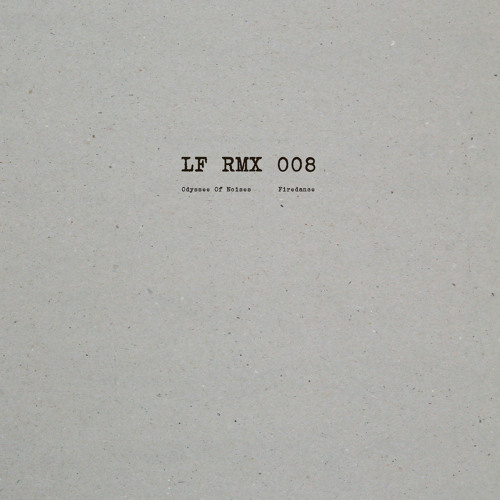 LF RMX 008
Odyssee Of Noises Firedance